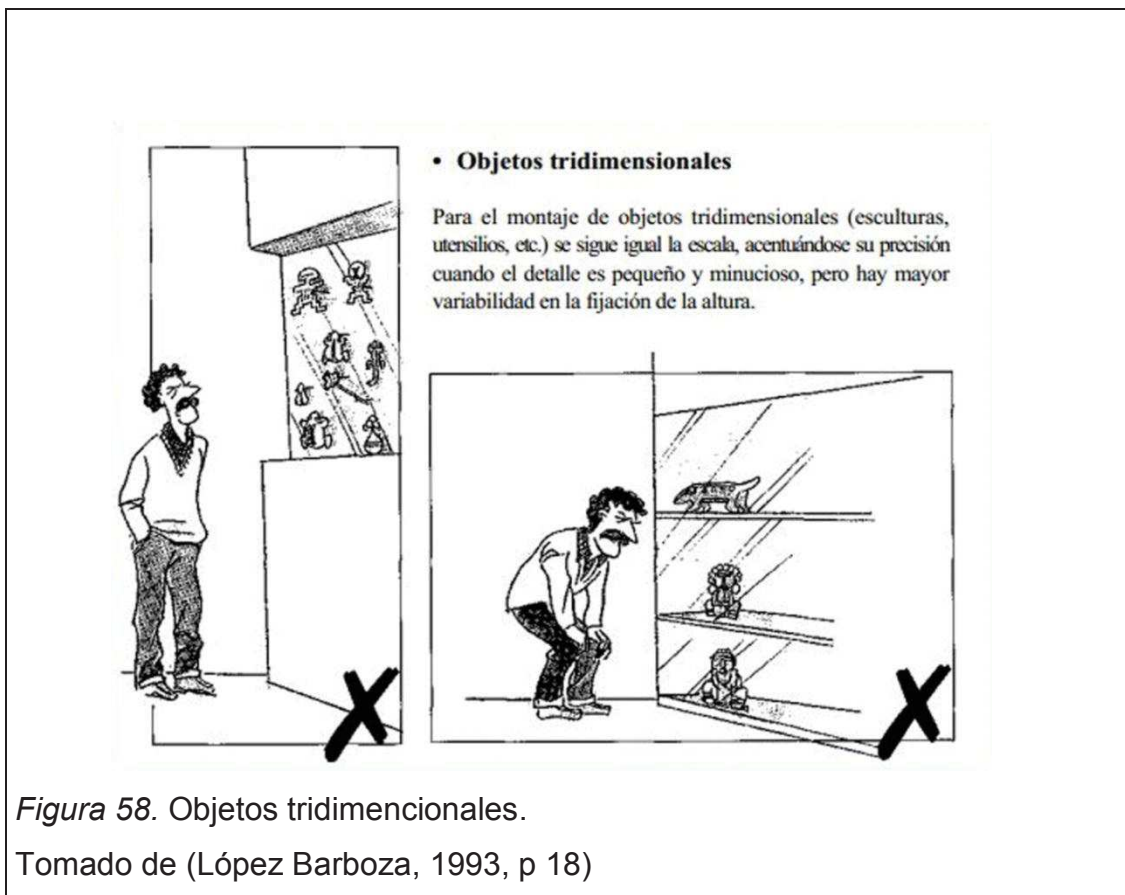 • Objetos tridimensionales
Para el montaje de objetos tridimensionales (esculturas,
utensilios, etc.) se sigue igual la escala, acentuándose su precisión
cuando el detalle es pequeño y minucioso, pero hay mayor
variabilidad en la fijación de la altura.
Figura 58. Objetos tridimencionales.
Tomado de (López Barboza, 1993, p 18)